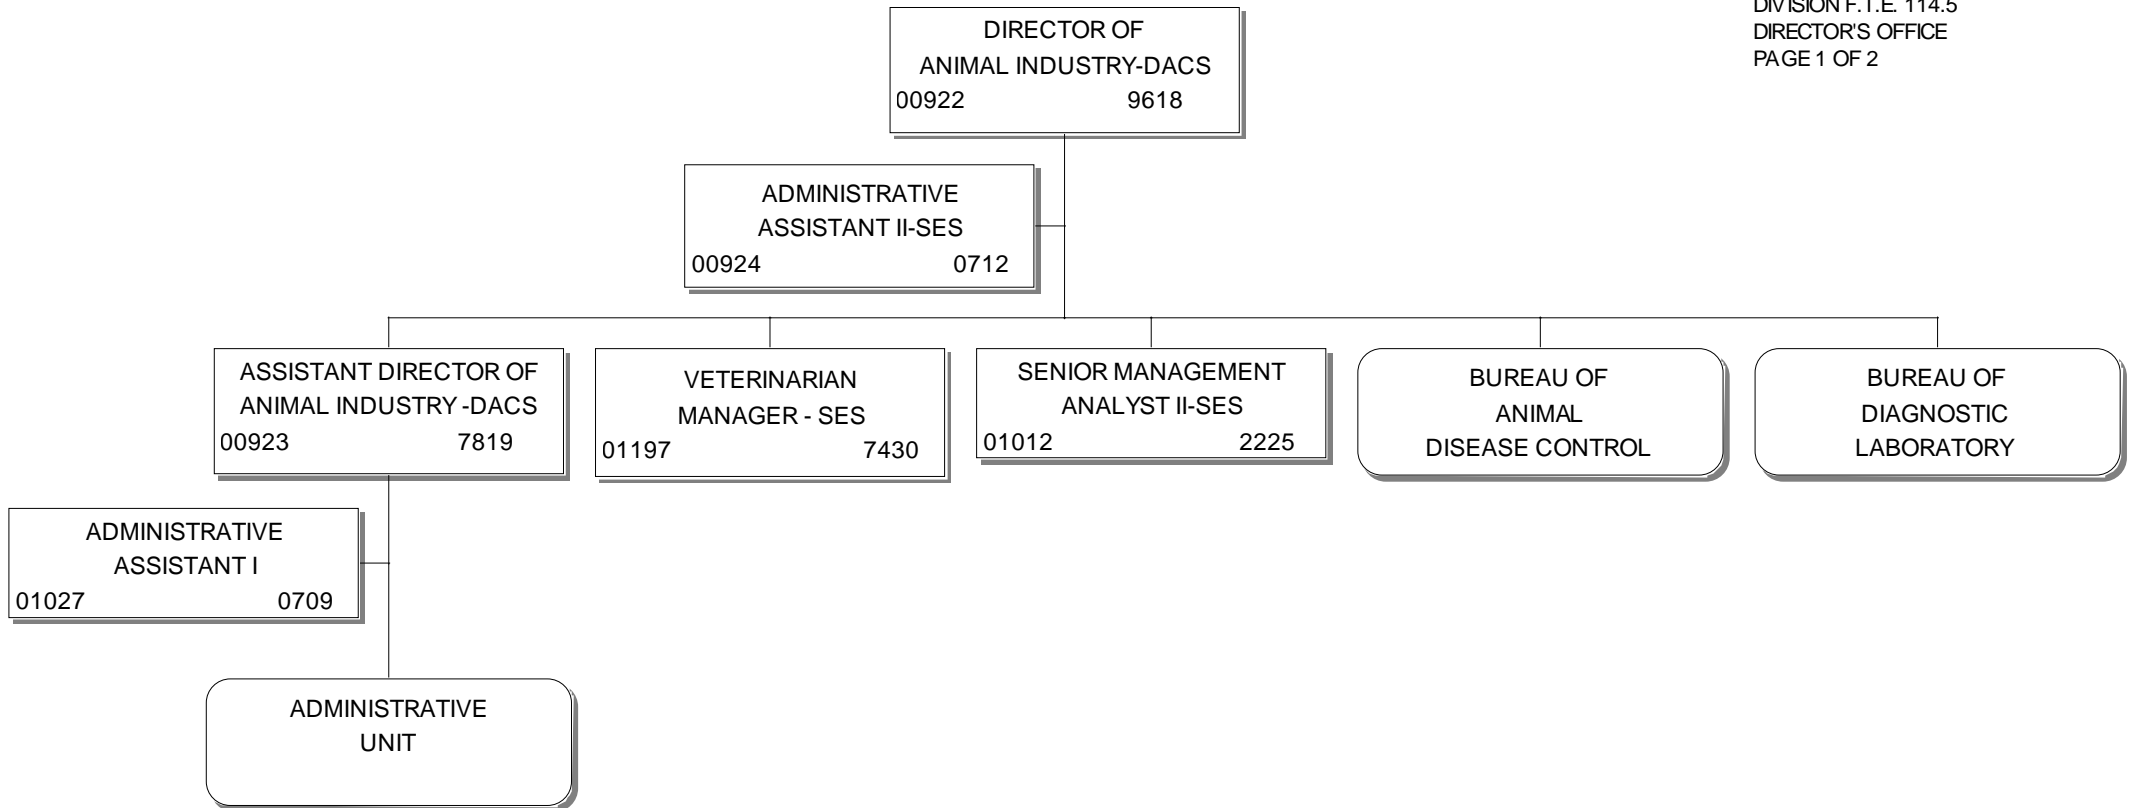 DIVISION F.T.E. 114.5
DIRECTOR'S OFFICE
PAGE 1 OF 2
DIRECTOR OF
ANIMAL INDUSTRY-DACS
00922 9618
ADMINISTRATIVE
ASSISTANT II-SES
00924 0712
ASSISTANT DIRECTOR OF
ANIMAL INDUSTRY -DACS
00923 7819
VETERINARIAN
MANAGER - SES
01197 7430
SENIOR MANAGEMENT
ANALYST II-SES
01012 2225
BUREAU OF
ANIMAL
DISEASE CONTROL
BUREAU OF
DIAGNOSTIC
LABORATORY
ADMINISTRATIVE
ASSISTANT I
01027 0709
ADMINISTRATIVE
UNIT